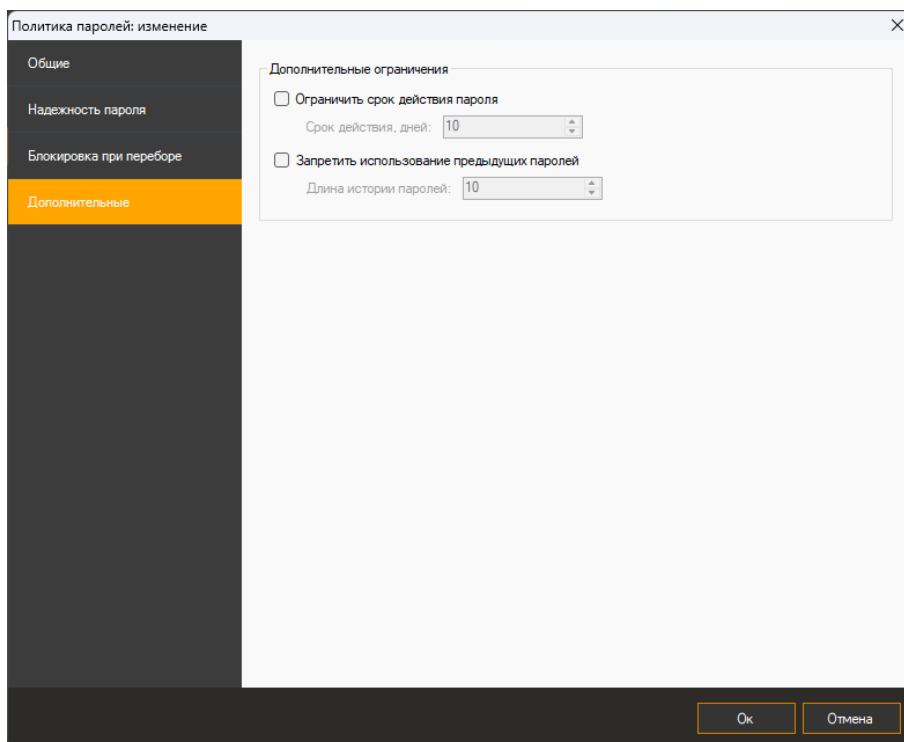 Политика паролей: изменение
Общие
Надежность пароля
Блокировка при переборе
Дополнительные
Дополнительные ограничения
Ограничить срок действия пароля
Срок действия, дней: 10
Запретить использование предыдущих паролей
Длина истории паролей: 10
Ок
Отмена